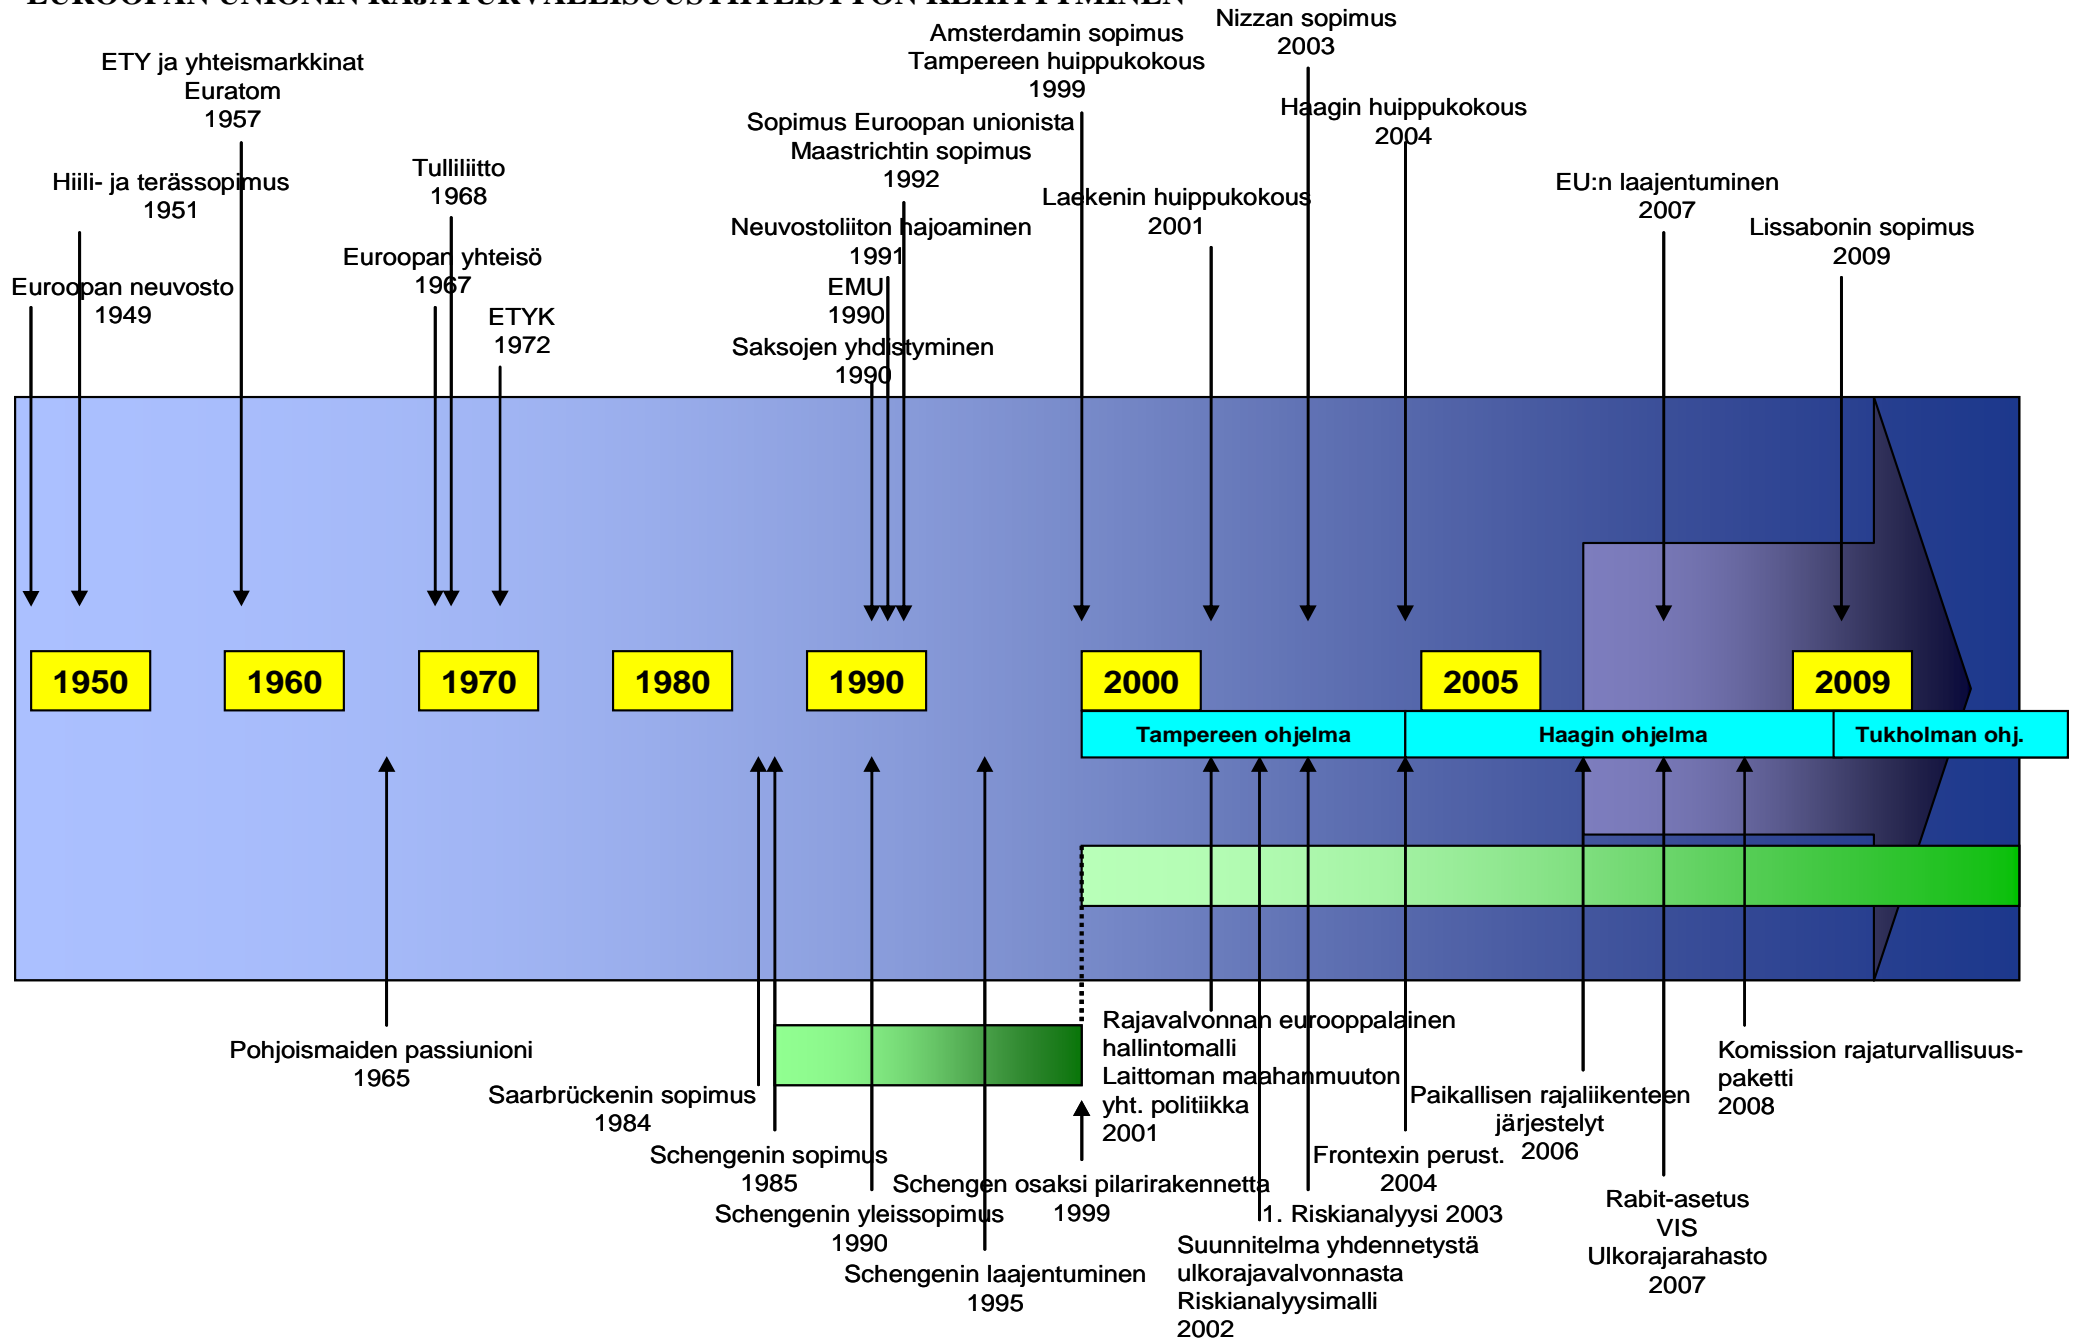 EUROOPAN UNIONIN RAJATURVALLISUUSYHTEISTYÖN KEHITTYMINEN
Nizzan sopimus
2003
Amsterdamin sopimus
Tampereen huippukokous
1999
ETY ja yhteismarkkinat
Euratom
1957
Haagin huippukokous
2004
Sopimus Euroopan unionista
Maastrichtin sopimus
1992
Tulliliitto
1968
Hiili- ja terässopimus
1951
Laekenin huippukokous
2001
EU:n laajentuminen
2007
Neuvostoliiton hajoaminen
1991
Lissabonin sopimus
2009
Euroopan yhteisö
1967
Euroopan neuvosto
1949
EMU
1990
ETYK
1972
Saksojen yhdistyminen
1990
1950
1960
1970
1980
1990
2000
2005
2009
Tampereen ohjelma
Haagin ohjelma
Tukholman ohj.
Pohjoismaiden passiunioni
1965
Saarbrückenin sopimus
1984
Schengenin sopimus
1985
Schengenin yleissopimus
1990
Schengenin laajentuminen
1995
Schengen osaksi pilarirakennetta
1999
Rajavalvonnan eurooppalainen
hallintomalli
Laittoman maahanmuuton
yht. politiikka
2001
Suunnitelma yhdennetystä
ulkorajavalvonnasta
Riskianalyysimalli
2002
1. Riskianalyysi 2003
Frontexin perust.
2004
Paikallisen rajaliikenteen
järjestelyt
2006
Rabit-asetus
VIS
Ulkorajarahasto
2007
Komission rajaturvallisuus-
paketti
2008